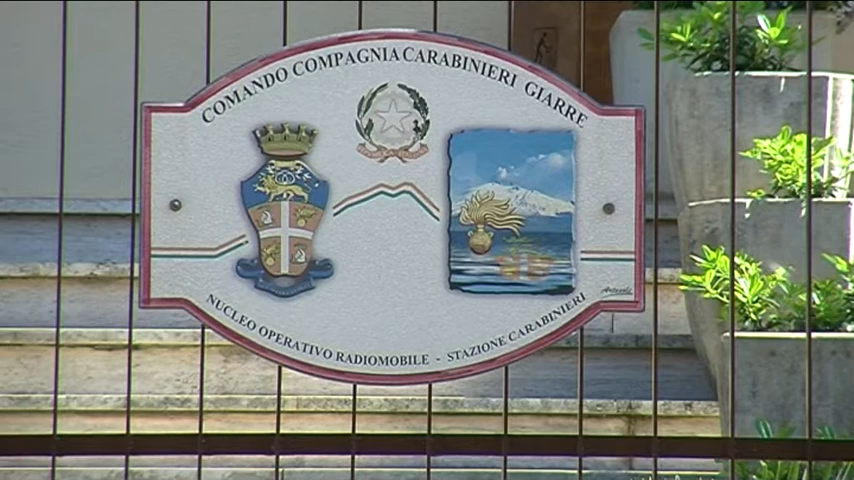 COMANDO COMPAGNIA CARABINIERI GIARRE
NUCLEO OPERATIVO RADIOMOBILE - STAZIONE CARABINIERI